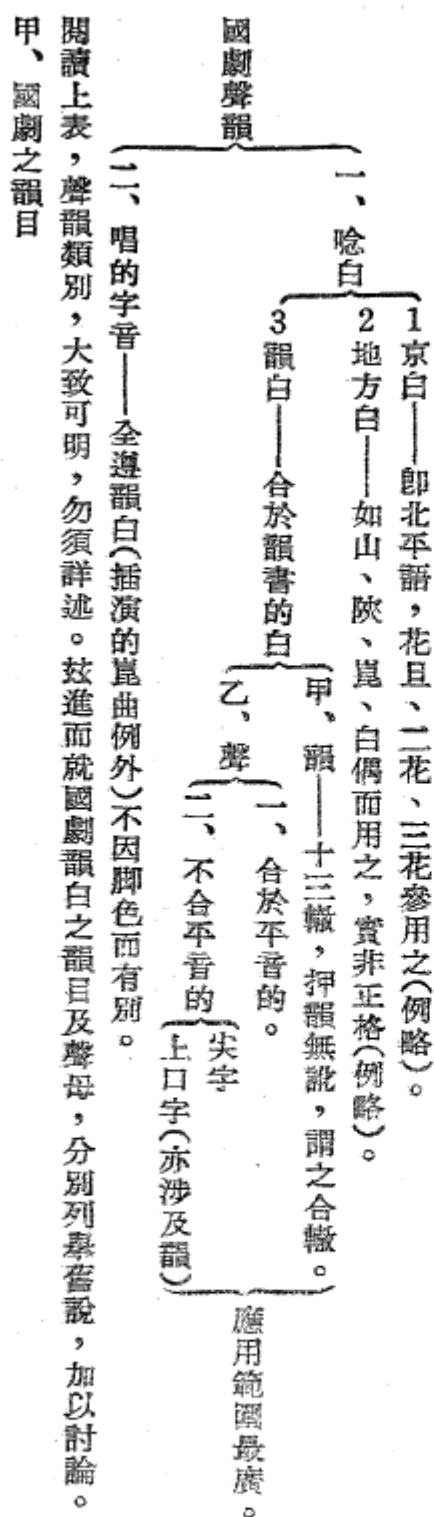 國劇聲韻
一、唸白
1京白——即北平語，花旦、二花、三花參用之(例略)。
2地方白——如山、陝、崑、白偶而用之，實非正格(例略)。
3韻白——合於韻書的白
甲、韻——十三轍，押韻無訛，謂之合轍。
乙、聲
一、合於平音的。
二、不合平音的
尖字
上口字(亦涉及韻)
應用範圍最廣。
二、唱的字音——全遵韻白(插演的崑曲例外)不因脚色而有別。
閱讀上表，聲韻類別，大致可明，勿須詳述。玆進而就國劇韻白之韻目及聲母，分別列舉舊說，加以討論。
甲、國劇之韻目